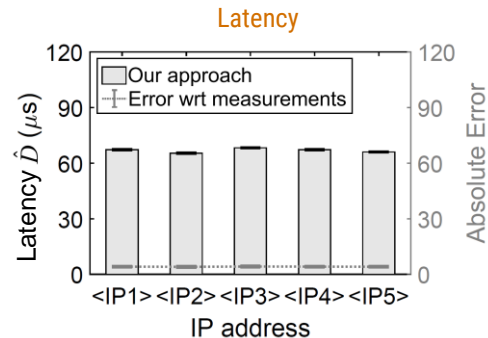 Latency
120
90
60
30
0
Latency D̂ (μs)
Our approach
Error wrt measurements
120
90
60
30
0
Absolute Error
<IP1> <IP2> <IP3> <IP4> <IP5>
IP address